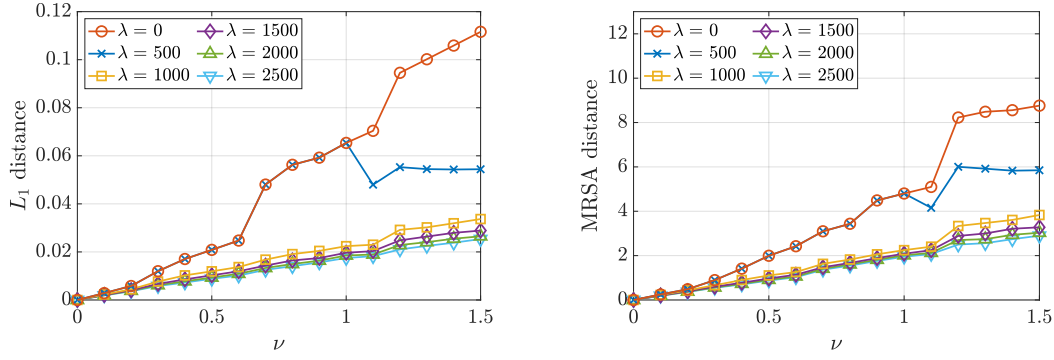 0.12
0.1
0.08
0.06
0.04
0.02
0
L₁ distance
λ = 0
λ = 500
λ = 1000
λ = 1500
λ = 2000
λ = 2500
0 0.5 1 1.5
ν
12
10
8
6
4
2
0
MRSA distance
λ = 0
λ = 500
λ = 1000
λ = 1500
λ = 2000
λ = 2500
0 0.5 1 1.5
ν